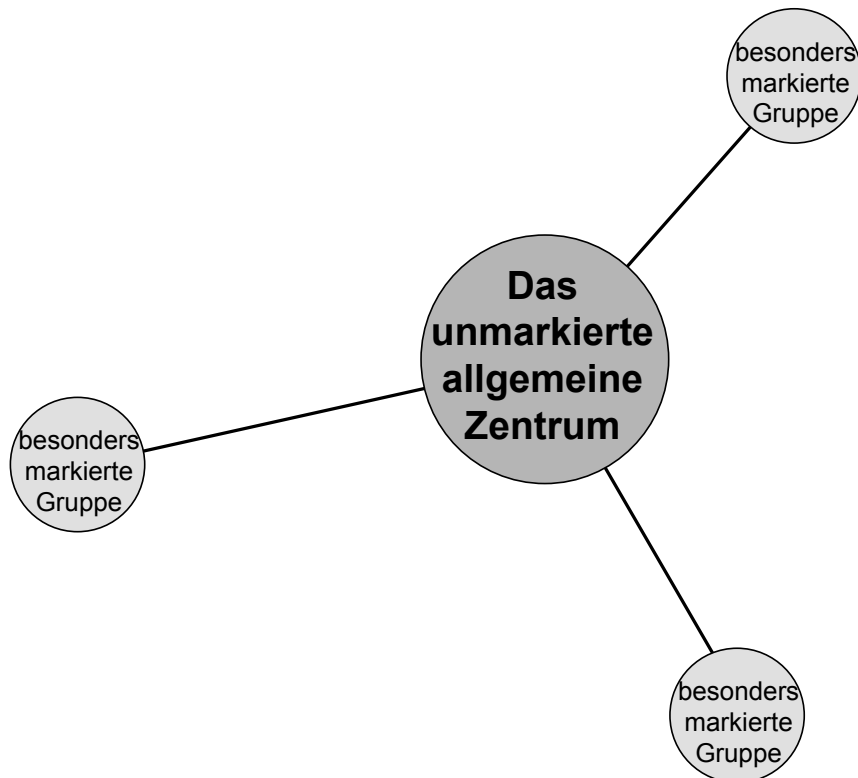 besonders
markierte
Gruppe
Das
unmarkierte
allgemeine
Zentrum
besonders
markierte
Gruppe
besonders
markierte
Gruppe